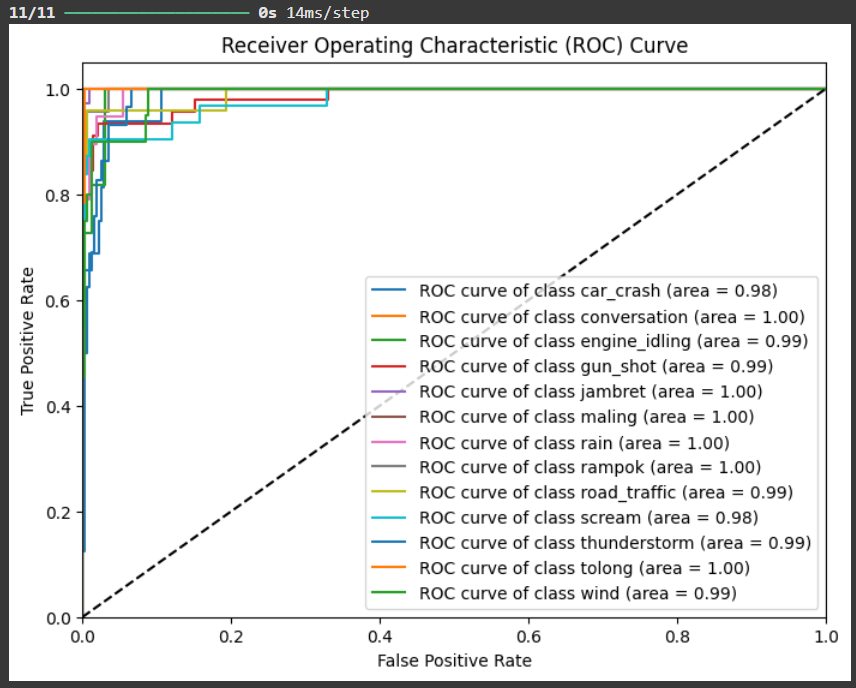 11/11 0s 14ms/step
Receiver Operating Characteristic (ROC) Curve
1.0
0.8
0.6
0.4
0.2
0.0
True Positive Rate
ROC curve of class car_crash (area = 0.98)
ROC curve of class conversation (area = 1.00)
ROC curve of class engine_idling (area = 0.99)
ROC curve of class gun_shot (area = 0.99)
ROC curve of class jambret (area = 1.00)
ROC curve of class maling (area = 1.00)
ROC curve of class rain (area = 1.00)
ROC curve of class rampok (area = 1.00)
ROC curve of class road_traffic (area = 0.99)
ROC curve of class scream (area = 0.98)
ROC curve of class thunderstorm (area = 0.99)
ROC curve of class tolong (area = 1.00)
ROC curve of class wind (area = 0.99)
0.0 0.2 0.4 0.6 0.8 1.0
False Positive Rate